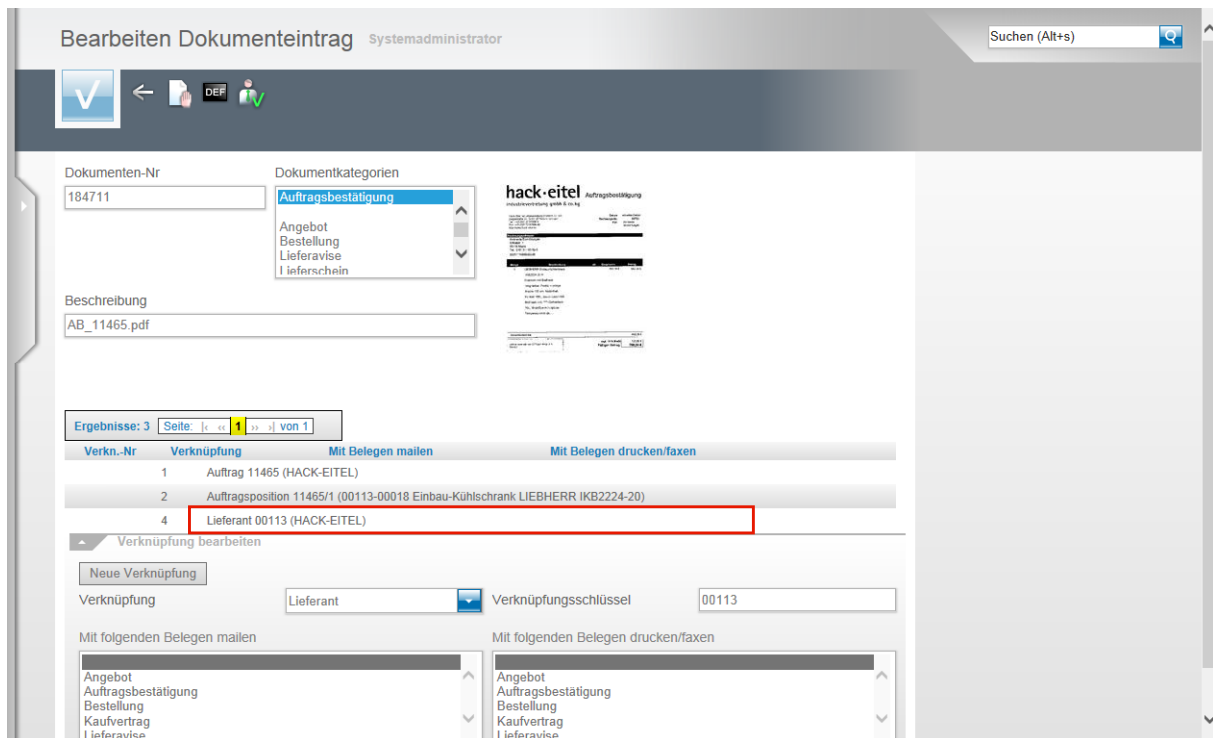 Bearbeiten Dokumenteintrag Systemadministrator
Suchen (Alt+s)
DEF
Dokumenten-Nr
Dokumentkategorien
184711
Auftragsbestätigung
Angebot
Bestellung
Lieferavise
Lieferschein
hack·eitel Auftragsbestätigung
industrievertretung gmbh & co.kg
Beschreibung
AB_11465.pdf
Ergebnisse: 3 Seite: |‹ ‹‹ 1 ›› ›| von 1
Verkn.-Nr Verknüpfung Mit Belegen mailen Mit Belegen drucken/faxen
1 Auftrag 11465 (HACK-EITEL)
2 Auftragsposition 11465/1 (00113-00018 Einbau-Kühlschrank LIEBHERR IKB2224-20)
4 Lieferant 00113 (HACK-EITEL)
Verknüpfung bearbeiten
Neue Verknüpfung
Verknüpfung Lieferant Verknüpfungsschlüssel 00113
Mit folgenden Belegen mailen
Mit folgenden Belegen drucken/faxen
Angebot
Auftragsbestätigung
Bestellung
Kaufvertrag
Lieferavise
Angebot
Auftragsbestätigung
Bestellung
Kaufvertrag
Lieferavise